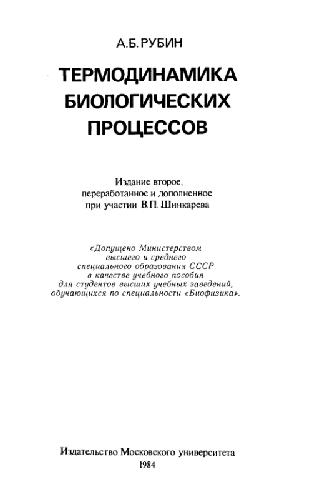 А.Б.РУБИН
ТЕРМОДИНАМИКА
БИОЛОГИЧЕСКИХ
ПРОЦЕССОВ
Издание второе,
переработанное и дополненное
при участии В.П.Шинкарева
«Допущено Министерством
высшего и среднего
специального образования СССР
в качестве учебного пособия
для студентов высших учебных заведений,
обучающихся по специальности «Биофизика».
Издательство Московского университета
1984